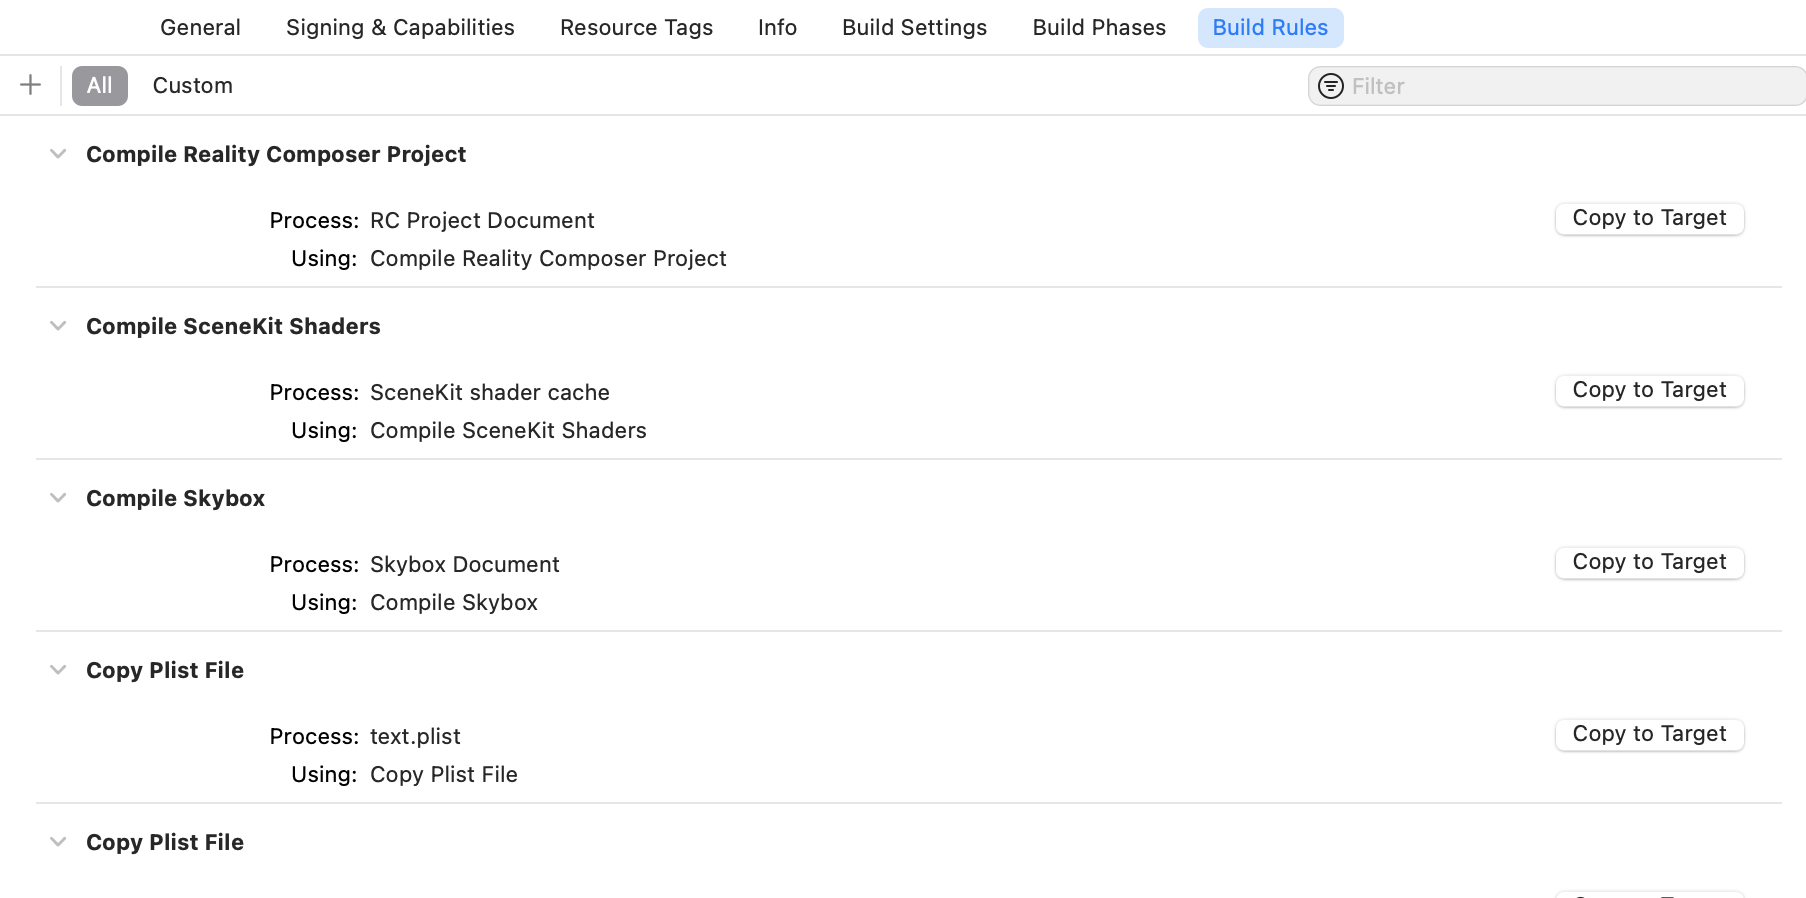 General Signing & Capabilities Resource Tags Info Build Settings Build Phases Build Rules
All Custom Filter
Compile Reality Composer Project
Process: RC Project Document Copy to Target
Using: Compile Reality Composer Project
Compile SceneKit Shaders
Process: SceneKit shader cache Copy to Target
Using: Compile SceneKit Shaders
Compile Skybox
Process: Skybox Document Copy to Target
Using: Compile Skybox
Copy Plist File
Process: text.plist Copy to Target
Using: Copy Plist File
Copy Plist File